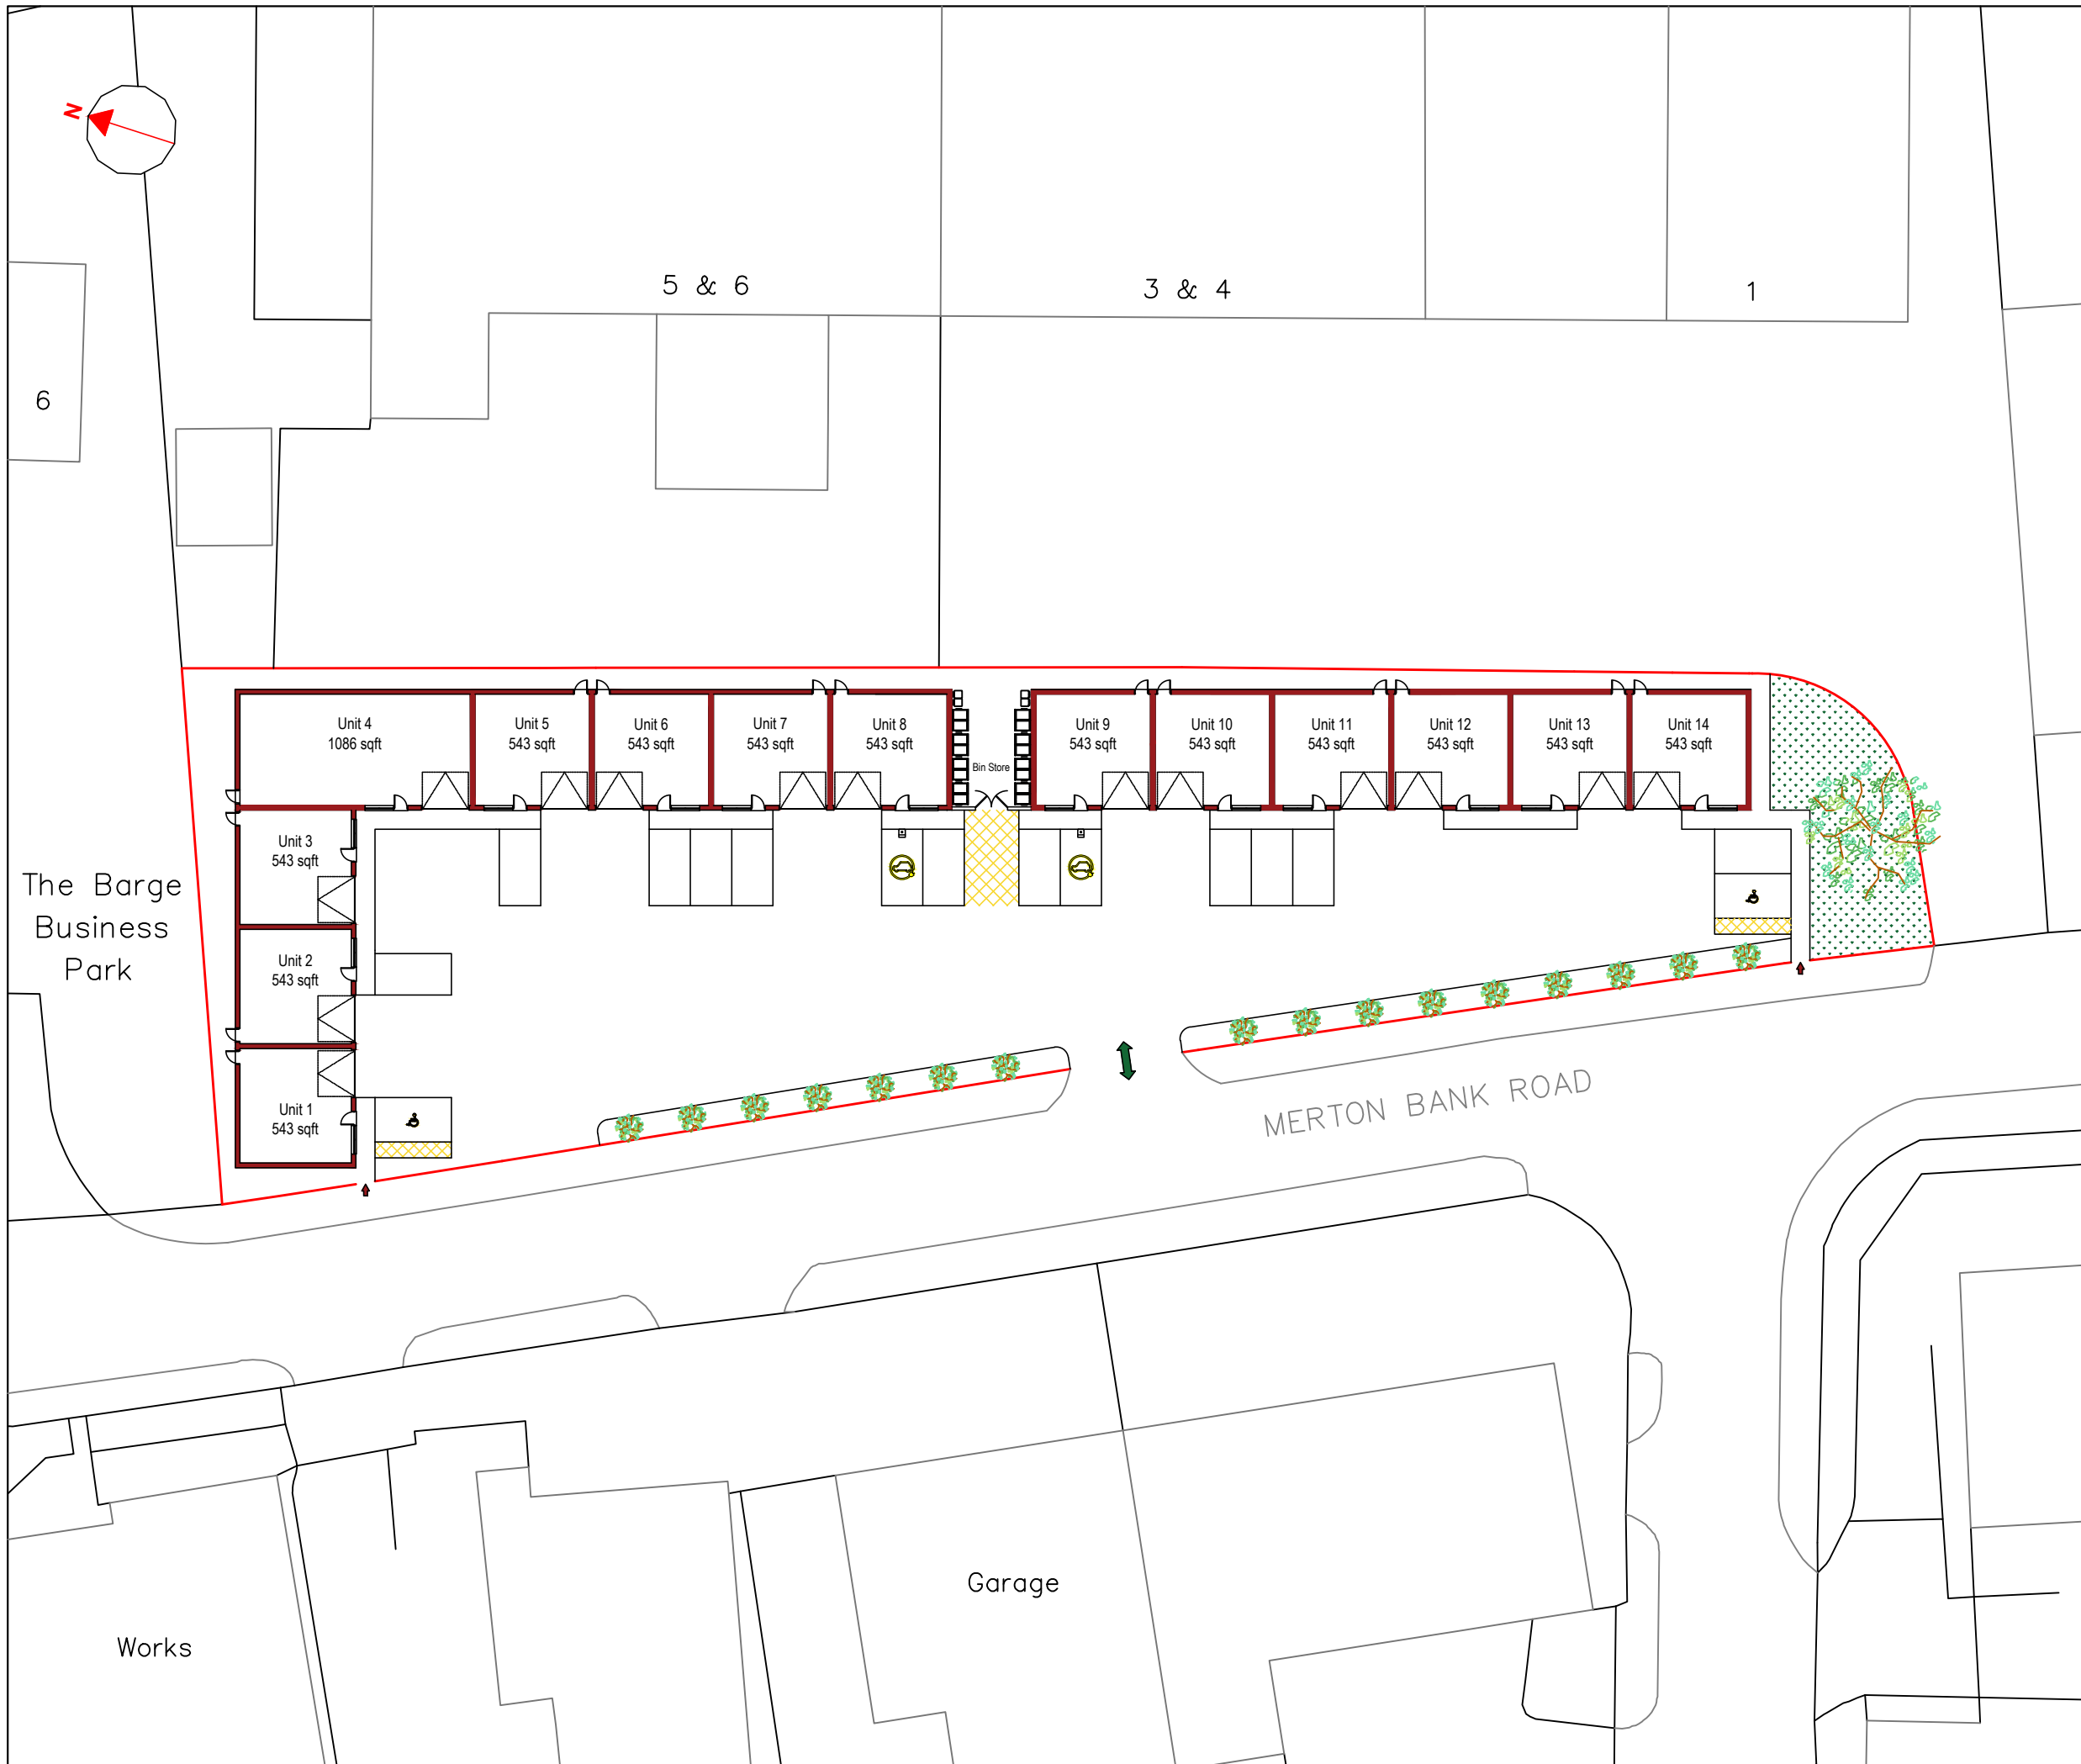 N
5 & 6
3 & 4
1
6
Unit 4
1086 sqft
Unit 5
543 sqft
Unit 6
543 sqft
Unit 7
543 sqft
Unit 8
543 sqft
Bin Store
Unit 9
543 sqft
Unit 10
543 sqft
Unit 11
543 sqft
Unit 12
543 sqft
Unit 13
543 sqft
Unit 14
543 sqft
Unit 3
543 sqft
Unit 2
543 sqft
Unit 1
543 sqft
The Barge
Business
Park
MERTON BANK ROAD
Garage
Works